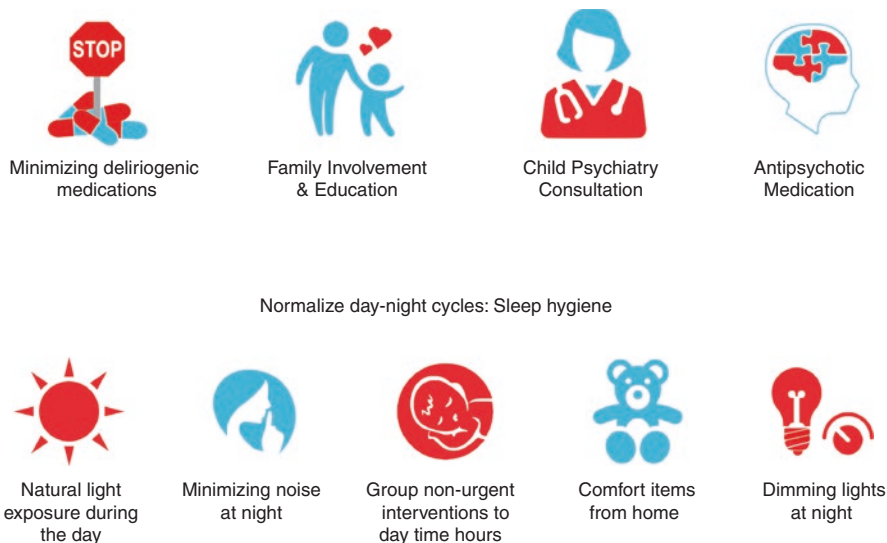 STOP
Minimizing deliriogenic
medications
Family Involvement
& Education
Child Psychiatry
Consultation
Antipsychotic
Medication
Normalize day-night cycles: Sleep hygiene
Natural light
exposure during
the day
Minimizing noise
at night
Group non-urgent
interventions to
day time hours
Comfort items
from home
Dimming lights
at night